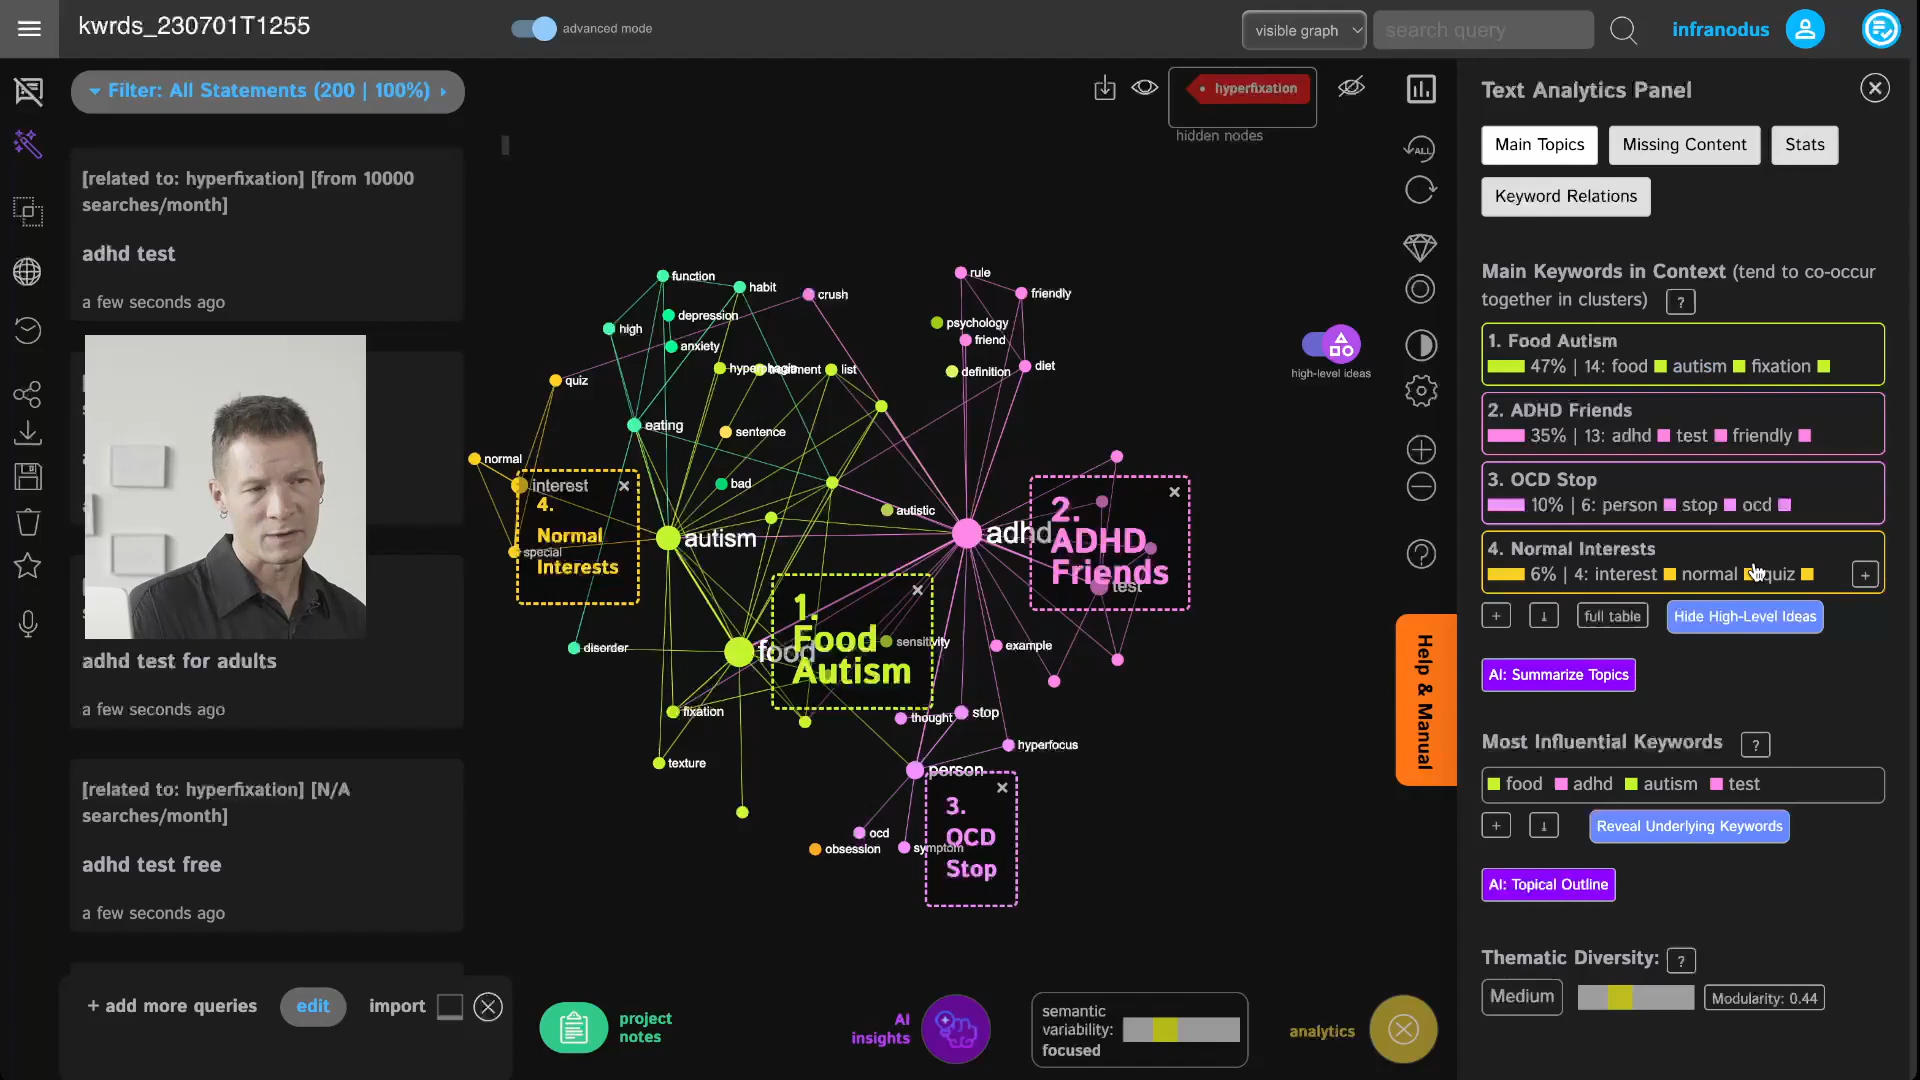 kwrds_230701T1255
advanced mode
visible graph
search query
infranodus
Filter: All Statements (200 | 100%)
[related to: hyperfixation] [from 10000
searches/month]
adhd test
a few seconds ago
adhd test for adults
a few seconds ago
[related to: hyperfixation] [N/A
searches/month]
adhd test free
a few seconds ago
+ add more queries
edit
import
hyperfixation
hidden nodes
ALL
high-level ideas
function
habit
crush
rule
friendly
high
depression
psychology
anxiety
friend
list
diet
definition
quiz
eating
sentence
normal
interest
bad
autistic
special
4.
Normal
Interests
autism
adhd
2.
ADHD
Friends
test
1.
Food
Autism
food
sensitivity
disorder
example
fixation
thought
stop
hyperfocus
texture
person
3.
OCD
Stop
ocd
obsession
symptom
project
notes
AI
insights
semantic
variability:
focused
analytics
Help & Manual
Text Analytics Panel
Main Topics
Missing Content
Stats
Keyword Relations
Main Keywords in Context (tend to co-occur
together in clusters) ?
1. Food Autism
47% | 14: food autism fixation
2. ADHD Friends
35% | 13: adhd test friendly
3. OCD Stop
10% | 6: person stop ocd
4. Normal Interests
6% | 4: interest normal quiz
+
full table
Hide High-Level Ideas
AI: Summarize Topics
Most Influential Keywords ?
food adhd autism test
+
Reveal Underlying Keywords
AI: Topical Outline
Thematic Diversity: ?
Medium
Modularity: 0.44